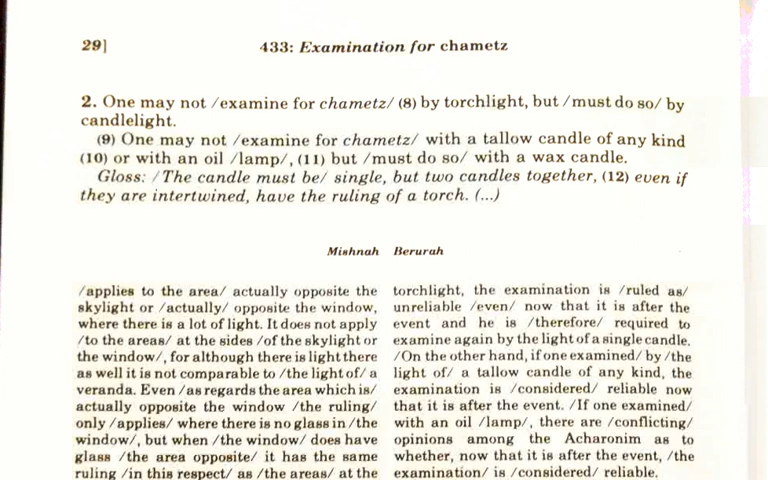 29]
433: Examination for chametz
2. One may not /examine for chametz/ (8) by torchlight, but /must do so/ by
candlelight.
(9) One may not /examine for chametz/ with a tallow candle of any kind
(10) or with an oil /lamp/, (11) but /must do so/ with a wax candle.
Gloss: /The candle must be/ single, but two candles together, (12) even if
they are intertwined, have the ruling of a torch. (...)
Mishnah Berurah
/applies to the area/ actually opposite the
skylight or /actually/ opposite the window,
where there is a lot of light. It does not apply
/to the areas/ at the sides /of the skylight or
the window/, for although there is light there
as well it is not comparable to /the light of/ a
veranda. Even /as regards the area which is/
actually opposite the window /the ruling/
only /applies/ where there is no glass in /the
window/, but when /the window/ does have
glass /the area opposite/ it has the same
ruling /in this respect/ as /the areas/ at the
torchlight, the examination is /ruled as/
unreliable /even/ now that it is after the
event and he is /therefore/ required to
examine again by the light of a single candle.
/On the other hand, if one examined/ by /the
light of/ a tallow candle of any kind, the
examination is /considered/ reliable now
that it is after the event. /If one examined/
with an oil /lamp/, there are /conflicting/
opinions among the Acharonim as to
whether, now that it is after the event, /the
examination/ is /considered/ reliable.